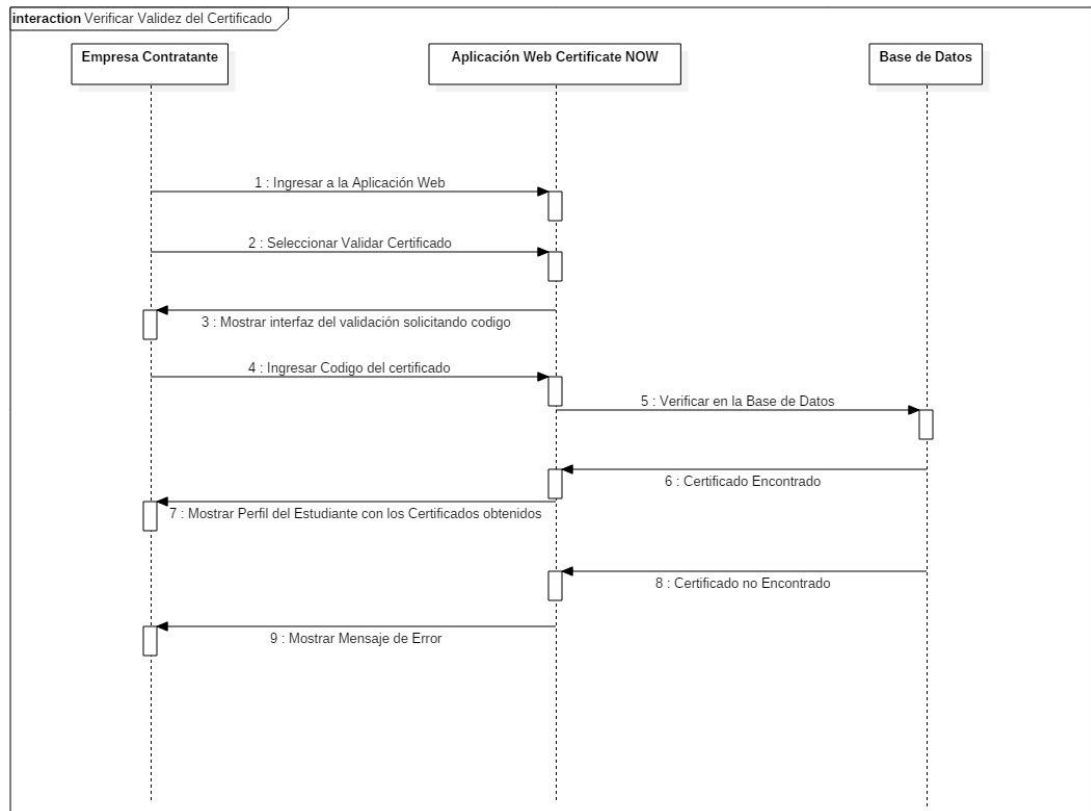 interaction Verificar Validez del Certificado
Empresa Contratante
Aplicación Web Certificate NOW
Base de Datos
1 : Ingresar a la Aplicación Web
2 : Seleccionar Validar Certificado
3 : Mostrar interfaz del validación solicitando codigo
4 : Ingresar Codigo del certificado
5 : Verificar en la Base de Datos
6 : Certificado Encontrado
7 : Mostrar Perfil del Estudiante con los Certificados obtenidos
8 : Certificado no Encontrado
9 : Mostrar Mensaje de Error